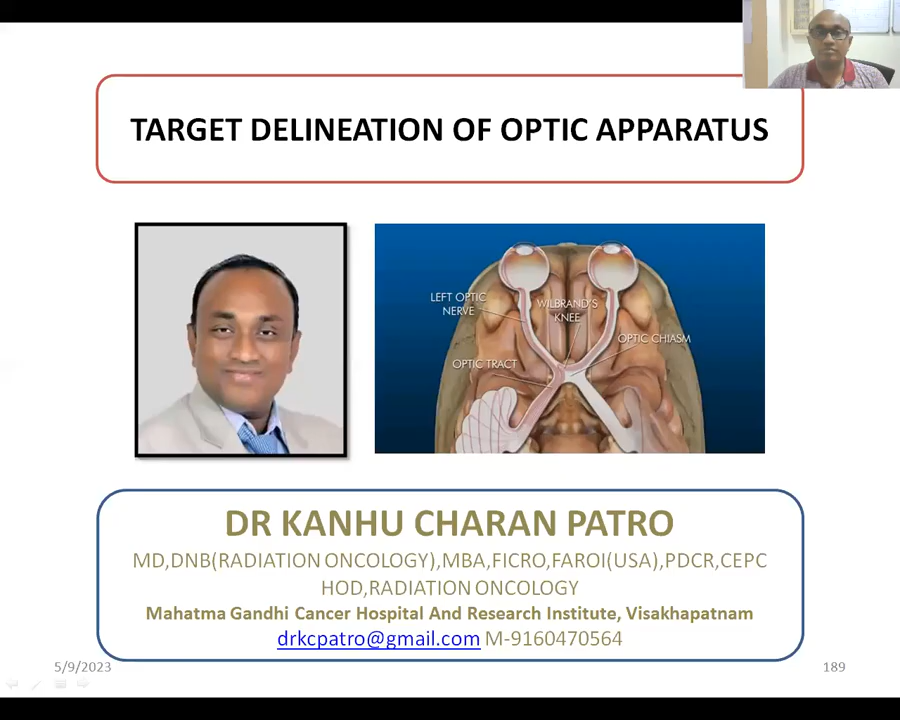 TARGET DELINEATION OF OPTIC APPARATUS
LEFT OPTIC
NERVE
WILBRAND'S
KNEE
OPTIC CHIASM
OPTIC TRACT
DR KANHU CHARAN PATRO
MD,DNB(RADIATION ONCOLOGY),MBA,FICRO,FAROI(USA),PDCR,CEPC
HOD,RADIATION ONCOLOGY
Mahatma Gandhi Cancer Hospital And Research Institute, Visakhapatnam
drkcpatro@gmail.com M-9160470564
5/9/2023
189